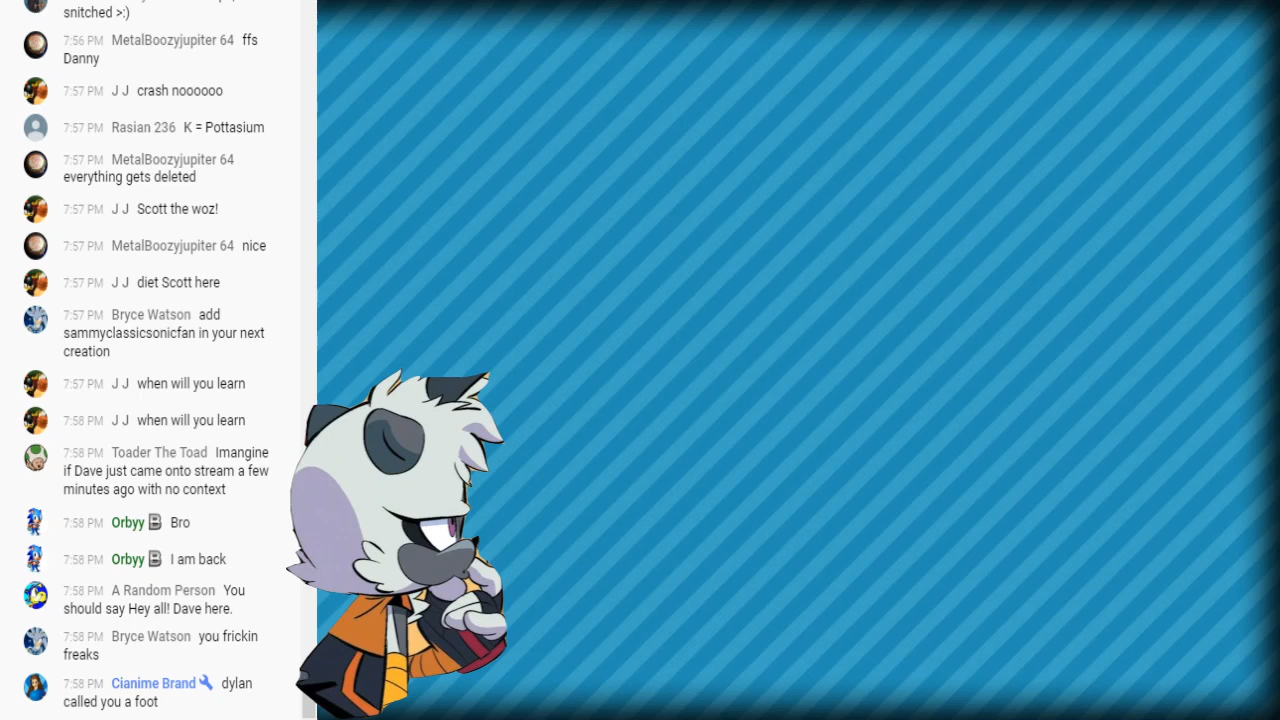 snitched >:)
7:56 PM MetalBoozyjupiter 64 ffs
Danny
7:57 PM J J crash noooooo
7:57 PM Rasian 236 K = Pottasium
7:57 PM MetalBoozyjupiter 64
everything gets deleted
7:57 PM J J Scott the woz!
7:57 PM MetalBoozyjupiter 64 nice
7:57 PM J J diet Scott here
7:57 PM Bryce Watson add
sammyclassicsonicfan in your next
creation
7:57 PM J J when will you learn
7:58 PM J J when will you learn
7:58 PM Toader The Toad Imangine
if Dave just came onto stream a few
minutes ago with no context
7:58 PM Orbyy B Bro
7:58 PM Orbyy B I am back
7:58 PM A Random Person You
should say Hey all! Dave here.
7:58 PM Bryce Watson you frickin
freaks
7:58 PM Cianime Brand dylan
called you a foot